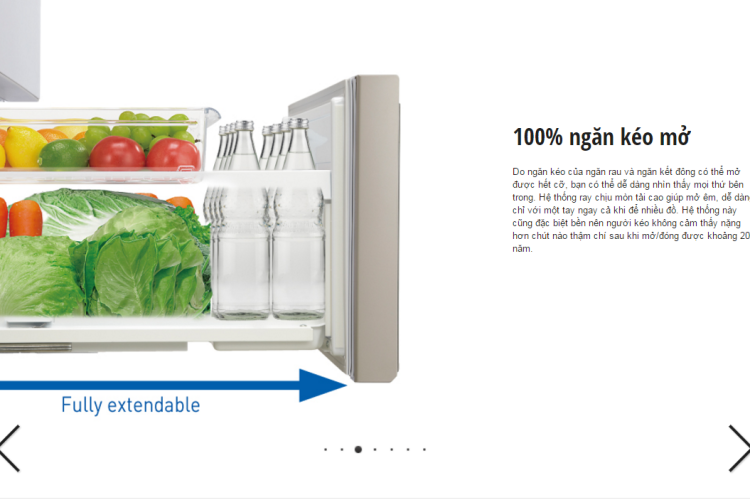 100% ngăn kéo mở
Do ngăn kéo của ngăn rau và ngăn kết đông có thể mở
được hết cỡ, bạn có thể dễ dàng nhìn thấy mọi thứ bên
trong. Hệ thống ray chịu mòn tải cao giúp mở êm, dễ dàn
chỉ với một tay ngay cả khi để nhiều đồ. Hệ thống này
cũng đặc biệt bền nên người kéo không cảm thấy nặng
hơn chút nào thậm chí sau khi mở/đóng được khoảng 20
năm.
Fully extendable